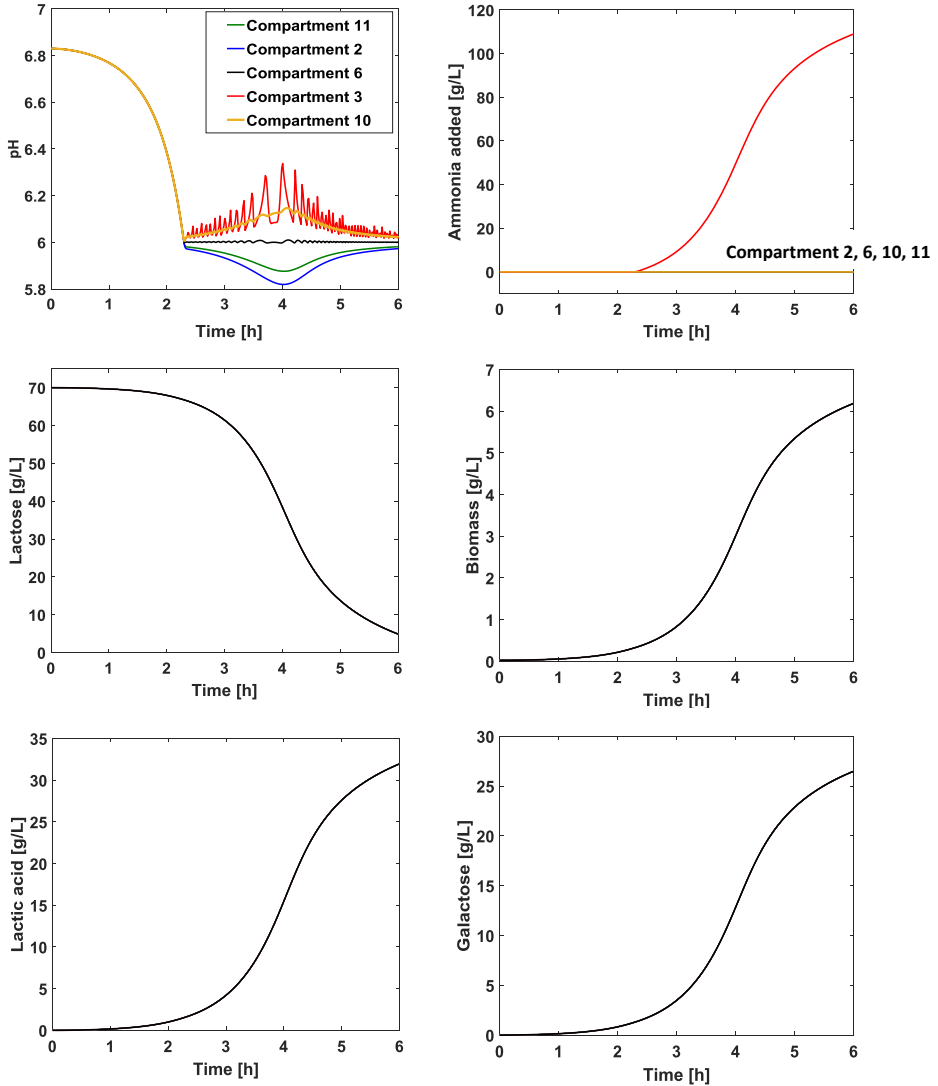 7
6.8
6.6
6.4
6.2
6
5.8
pH
Compartment 11
Compartment 2
Compartment 6
Compartment 3
Compartment 10
0 1 2 3 4 5 6
Time [h]
120
100
80
60
40
20
0
Ammonia added [g/L]
Compartment 2, 6, 10, 11
0 1 2 3 4 5 6
Time [h]
70
60
50
40
30
20
10
0
Lactose [g/L]
0 1 2 3 4 5 6
Time [h]
7
6
5
4
3
2
1
0
Biomass [g/L]
0 1 2 3 4 5 6
Time [h]
35
30
25
20
15
10
5
0
Lactic acid [g/L]
0 1 2 3 4 5 6
Time [h]
30
25
20
15
10
5
0
Galactose [g/L]
0 1 2 3 4 5 6
Time [h]